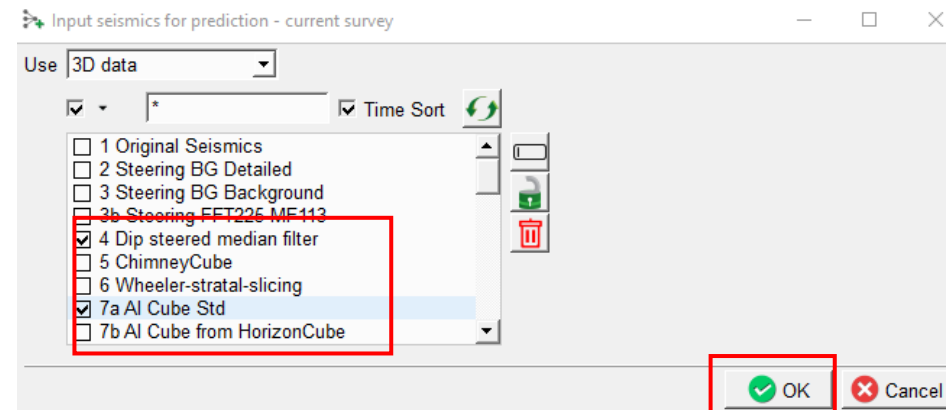 Input seismics for prediction - current survey
Use 3D data
* Time Sort
1 Original Seismics
2 Steering BG Detailed
3 Steering BG Background
3b Steering FFT225 MF113
4 Dip steered median filter
5 ChimneyCube
6 Wheeler-stratal-slicing
7a AI Cube Std
7b AI Cube from HorizonCube
OK Cancel